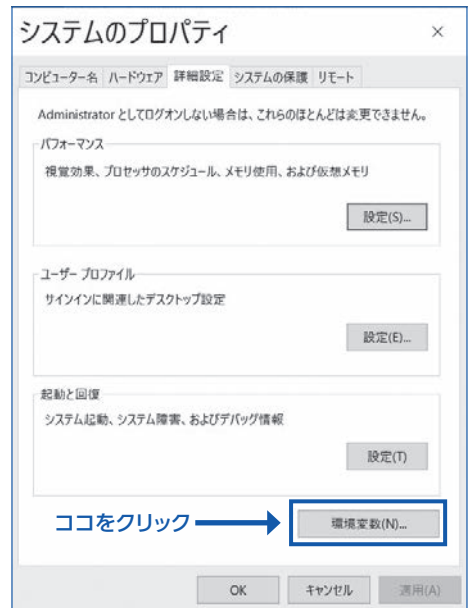 システムのプロパティ
コンピューター名 ハードウェア 詳細設定 システムの保護 リモート
Administrator としてログオンしない場合は、これらのほとんどは変更できません。
パフォーマンス
視覚効果、プロセッサのスケジュール、メモリ使用、および仮想メモリ
設定(S)...
ユーザー プロファイル
サインインに関連したデスクトップ設定
設定(E)...
起動と回復
システム起動、システム障害、およびデバッグ情報
設定(T)
ココをクリック 環境変数(N)...
OK キャンセル 適用(A)